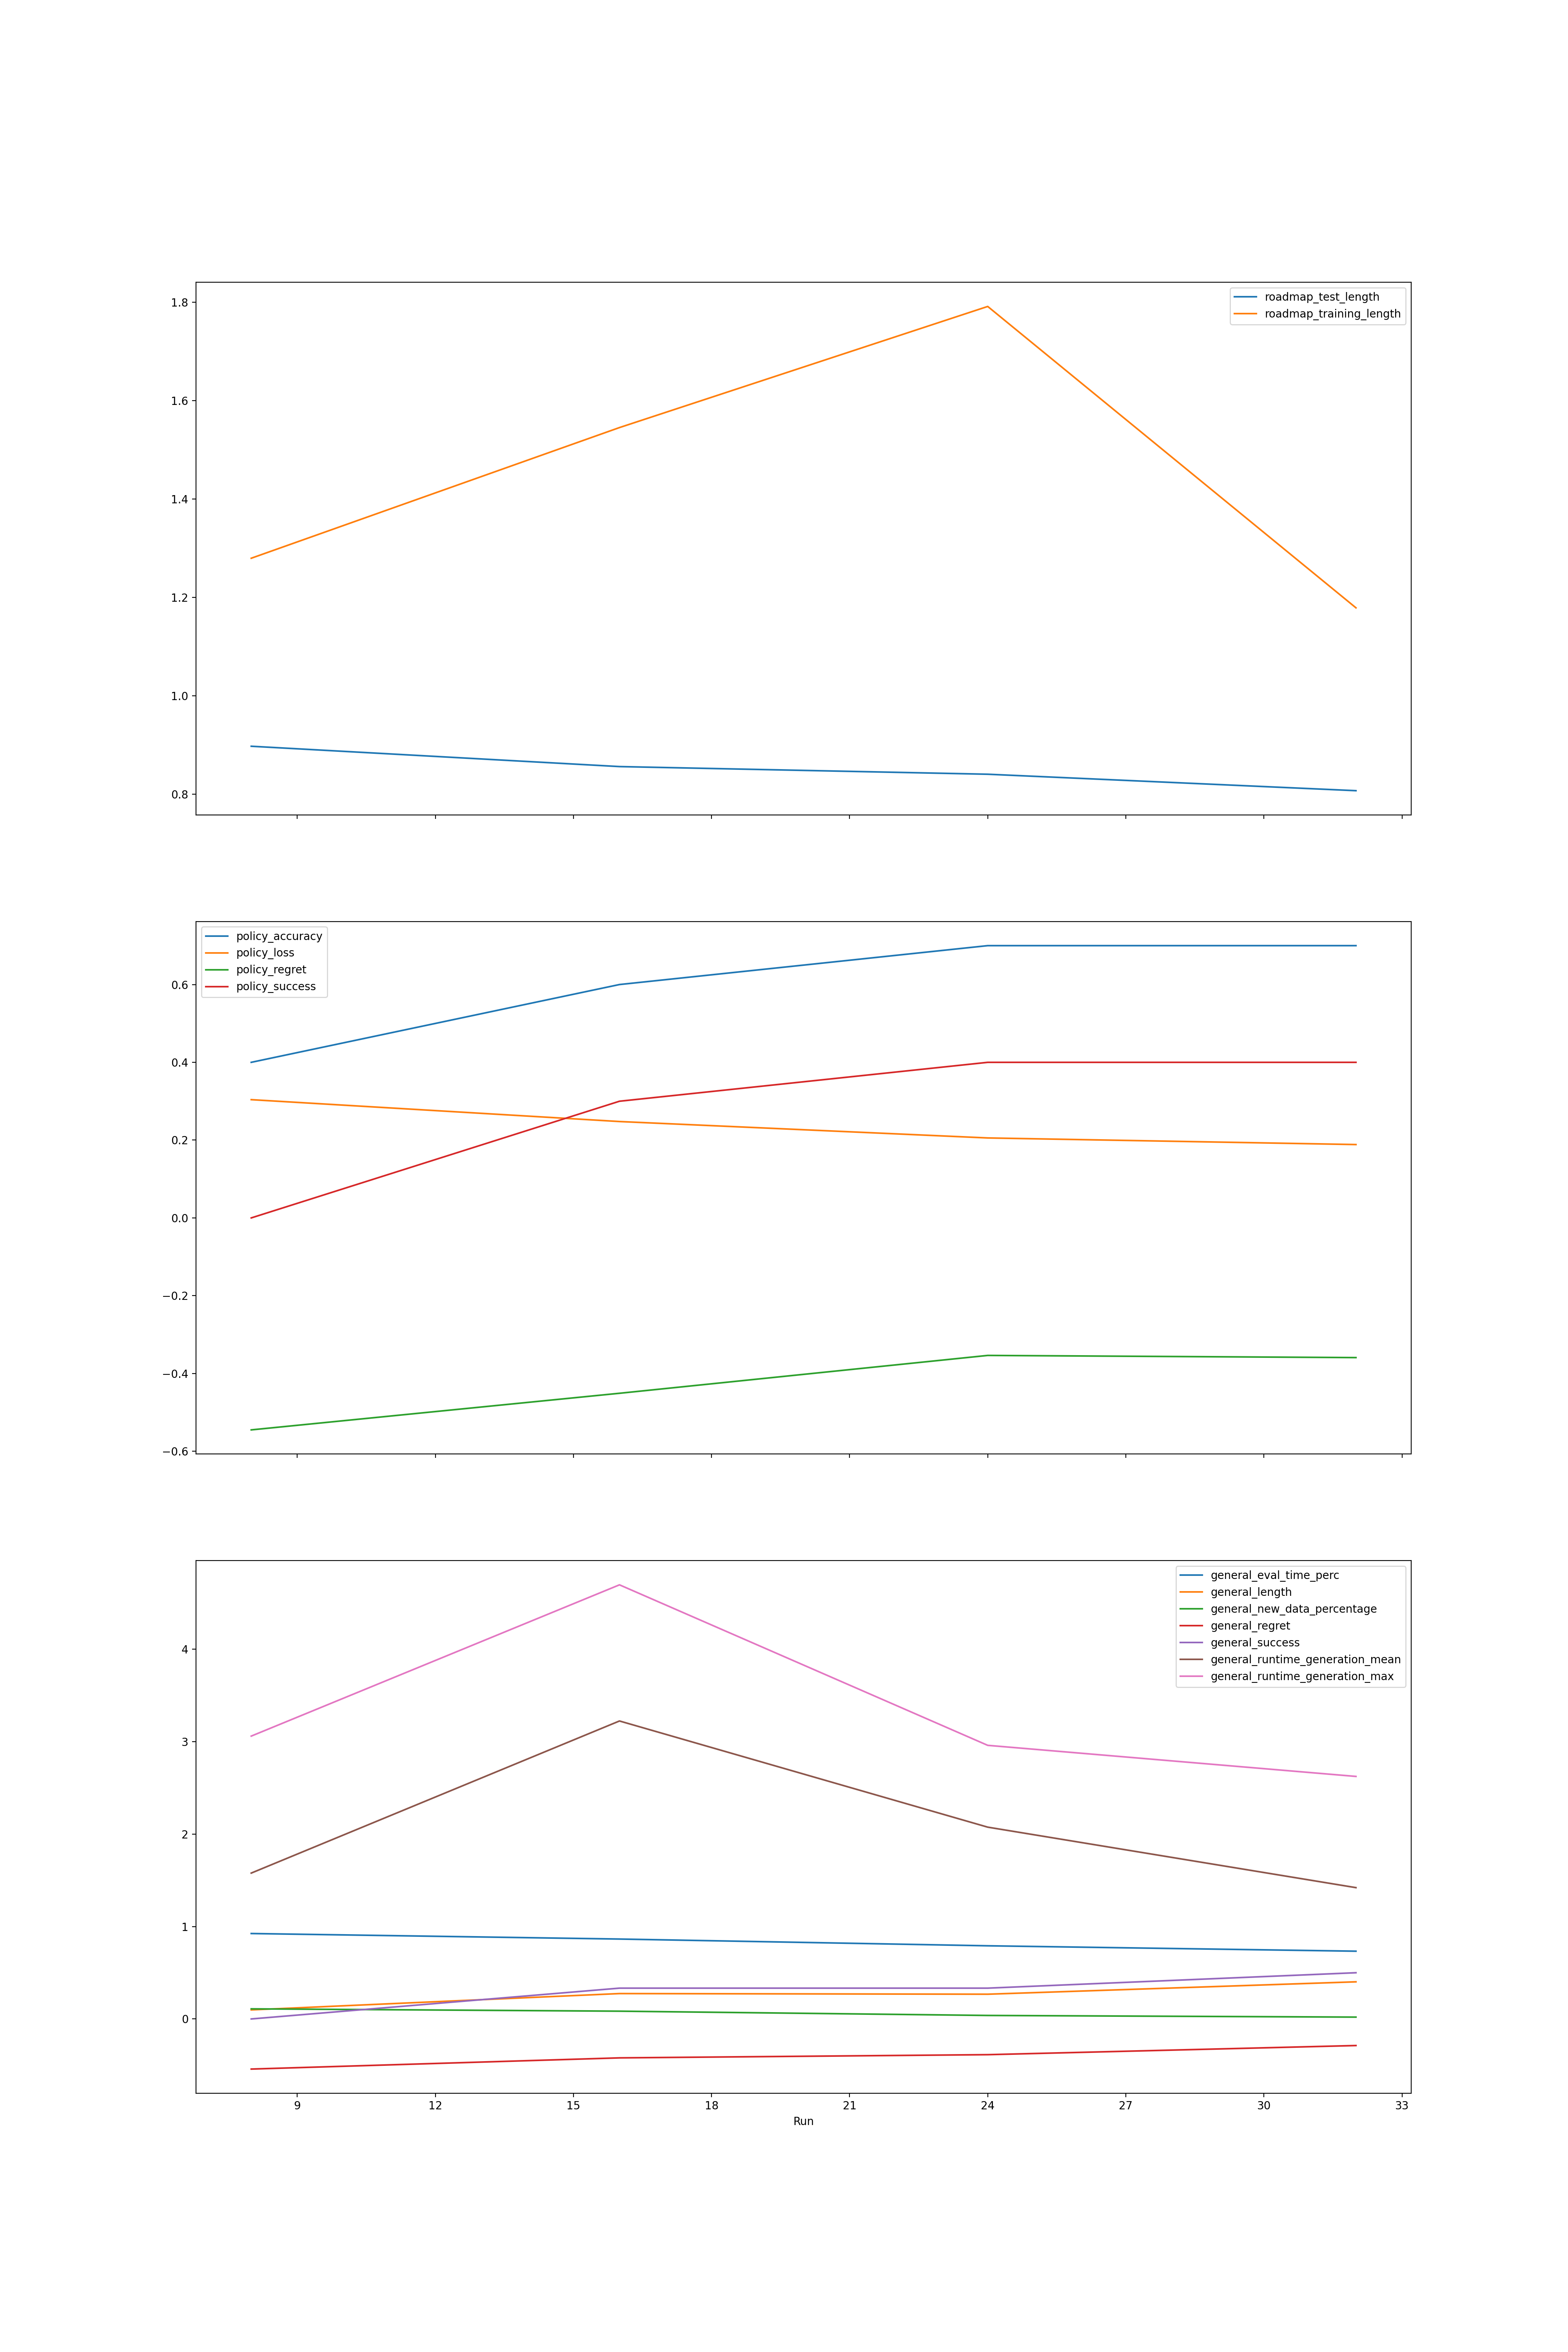 1.8
1.6
1.4
1.2
1.0
0.8
roadmap_test_length
roadmap_training_length
0.6
0.4
0.2
0.0
−0.2
−0.4
−0.6
policy_accuracy
policy_loss
policy_regret
policy_success
4
3
2
1
0
general_eval_time_perc
general_length
general_new_data_percentage
general_regret
general_success
general_runtime_generation_mean
general_runtime_generation_max
9 12 15 18 21 24 27 30 33
Run